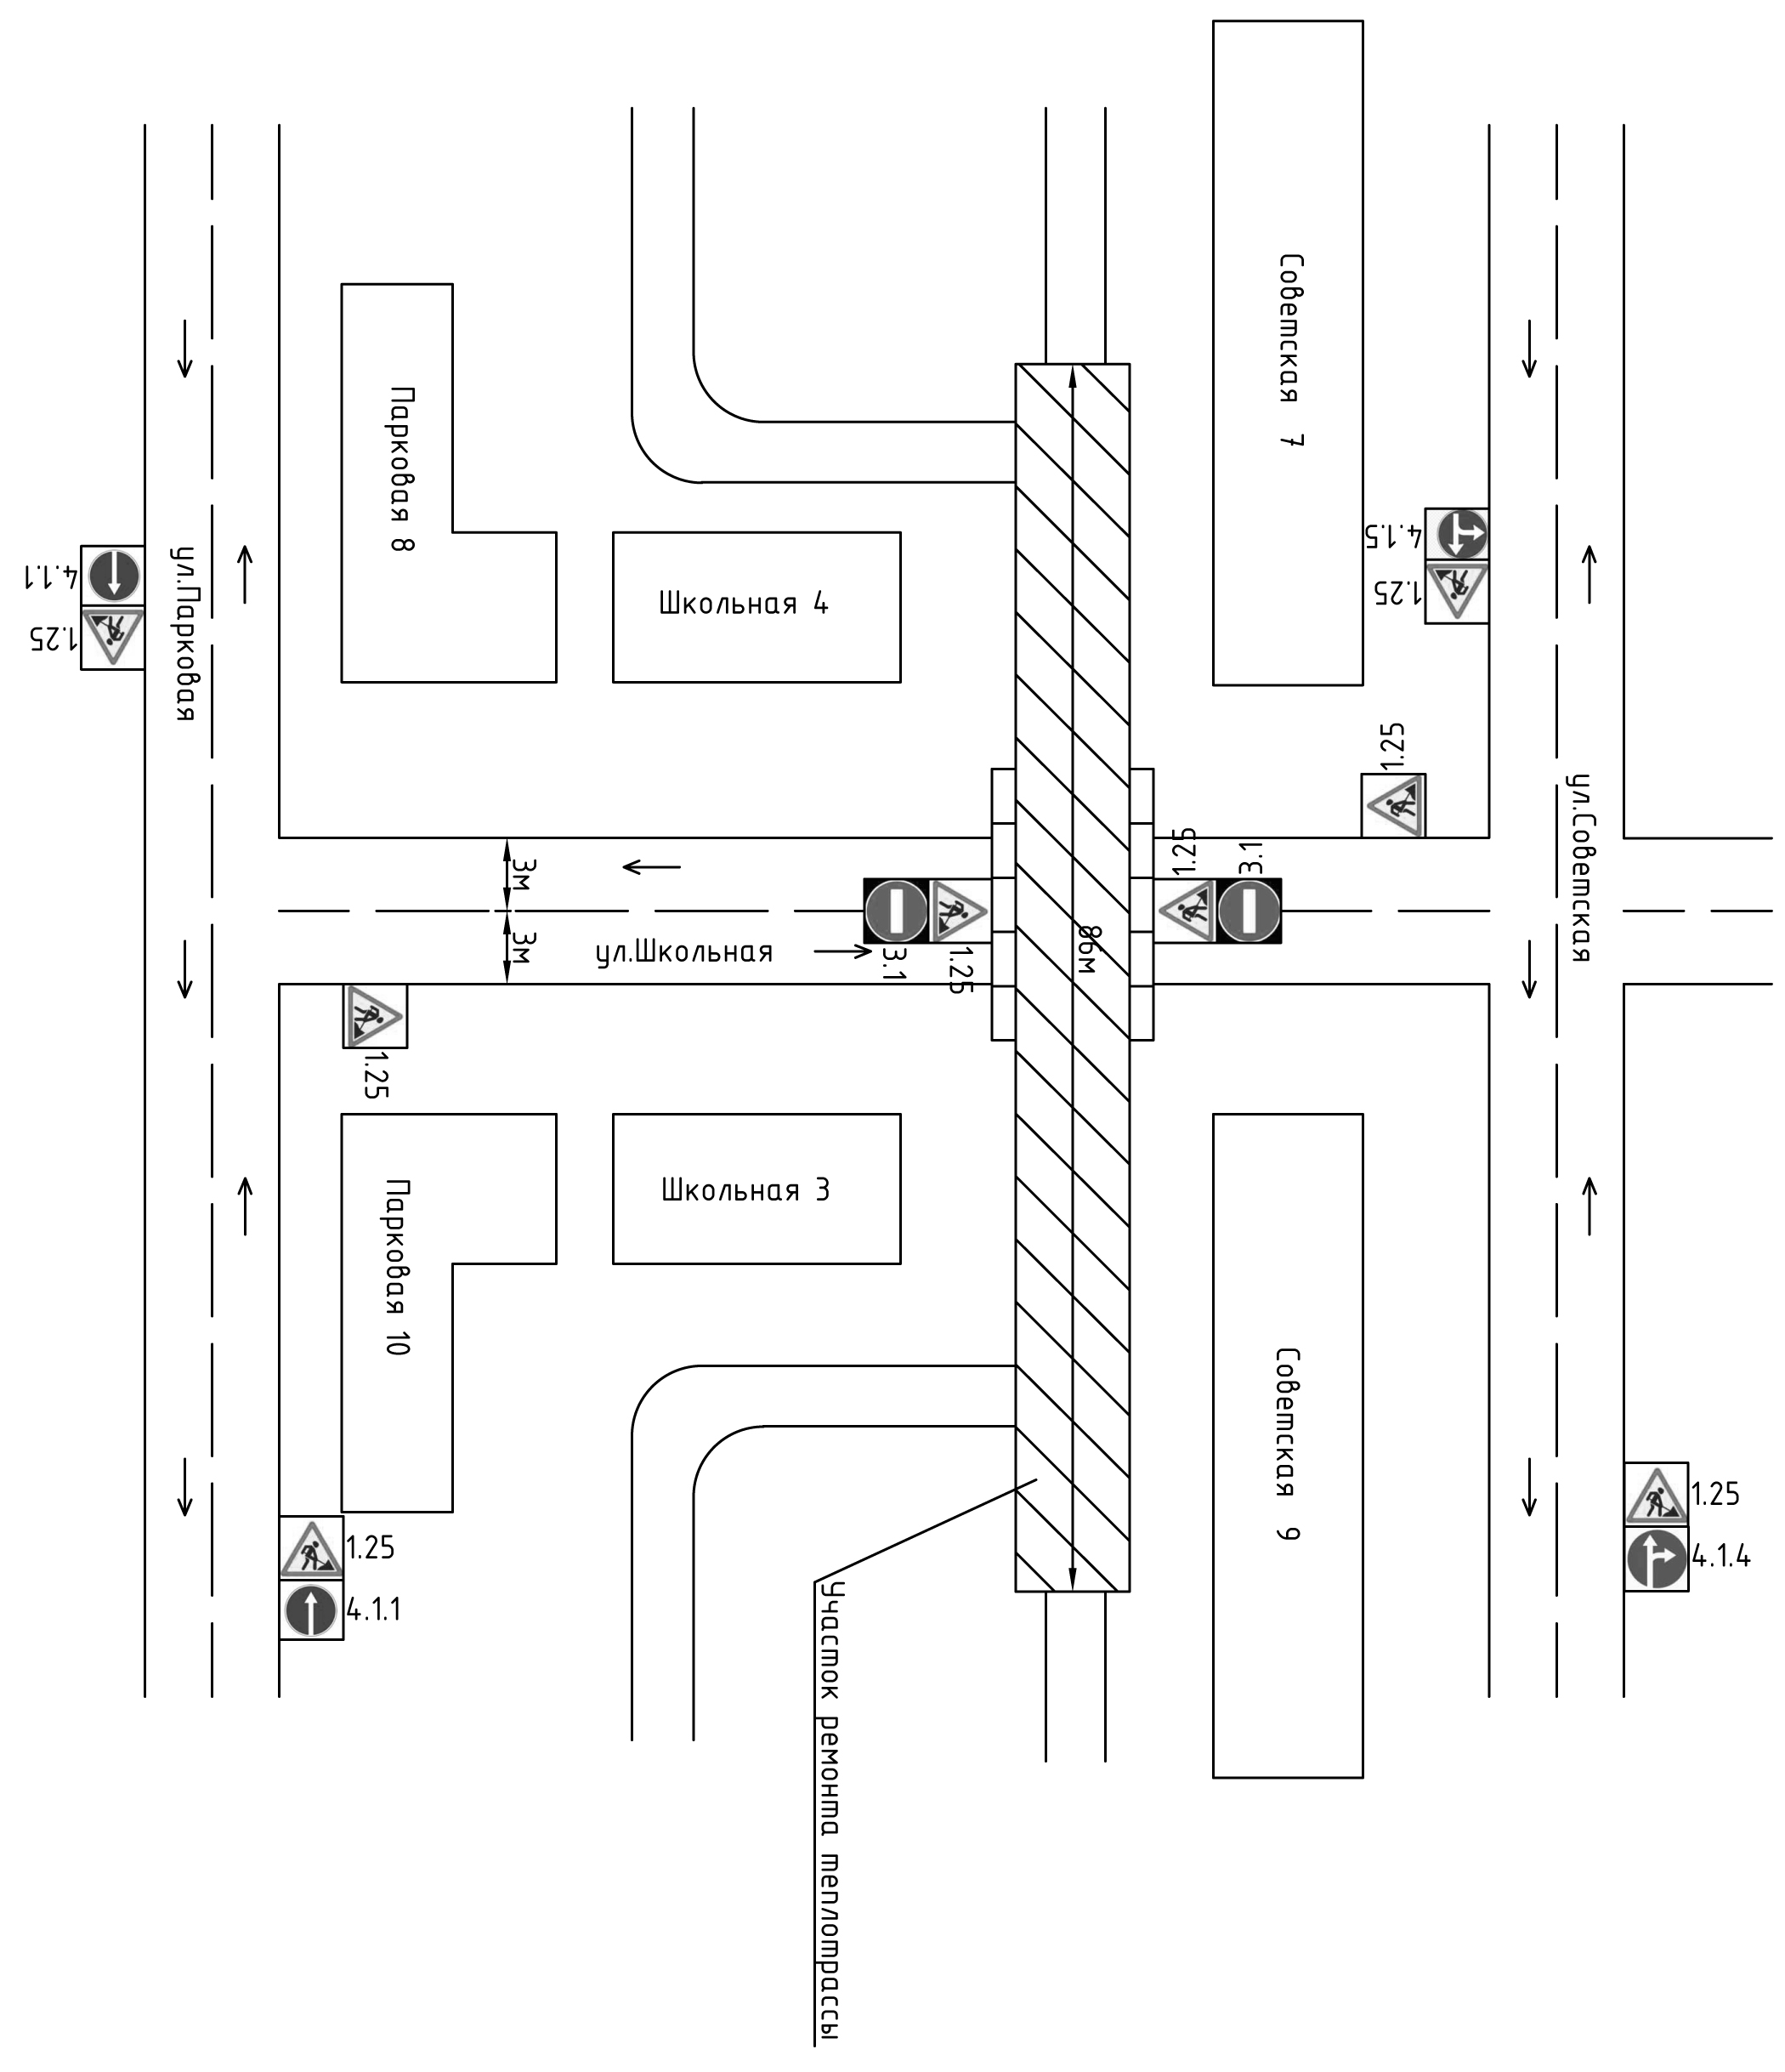 Советская 7
Парковая 8
4.1.5
1.25
4.1.1
1.25
ул.Парковая
Школьная 4
1.25
ул.Советская
3м
1.25
3.1
3м
ул.Школьная
3.1
1.25
86м
1.25
Парковая 10
Школьная 3
Советская 9
1.25
4.1.4
1.25
4.1.1
Участок ремонта теплотрассы